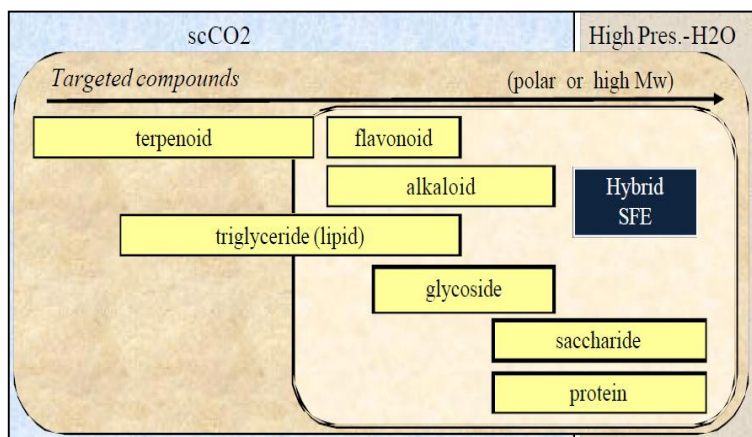 scCO2 High Pres.-H2O
Targeted compounds (polar or high Mw)
terpenoid flavonoid
alkaloid
Hybrid
SFE
triglyceride (lipid)
glycoside
saccharide
protein